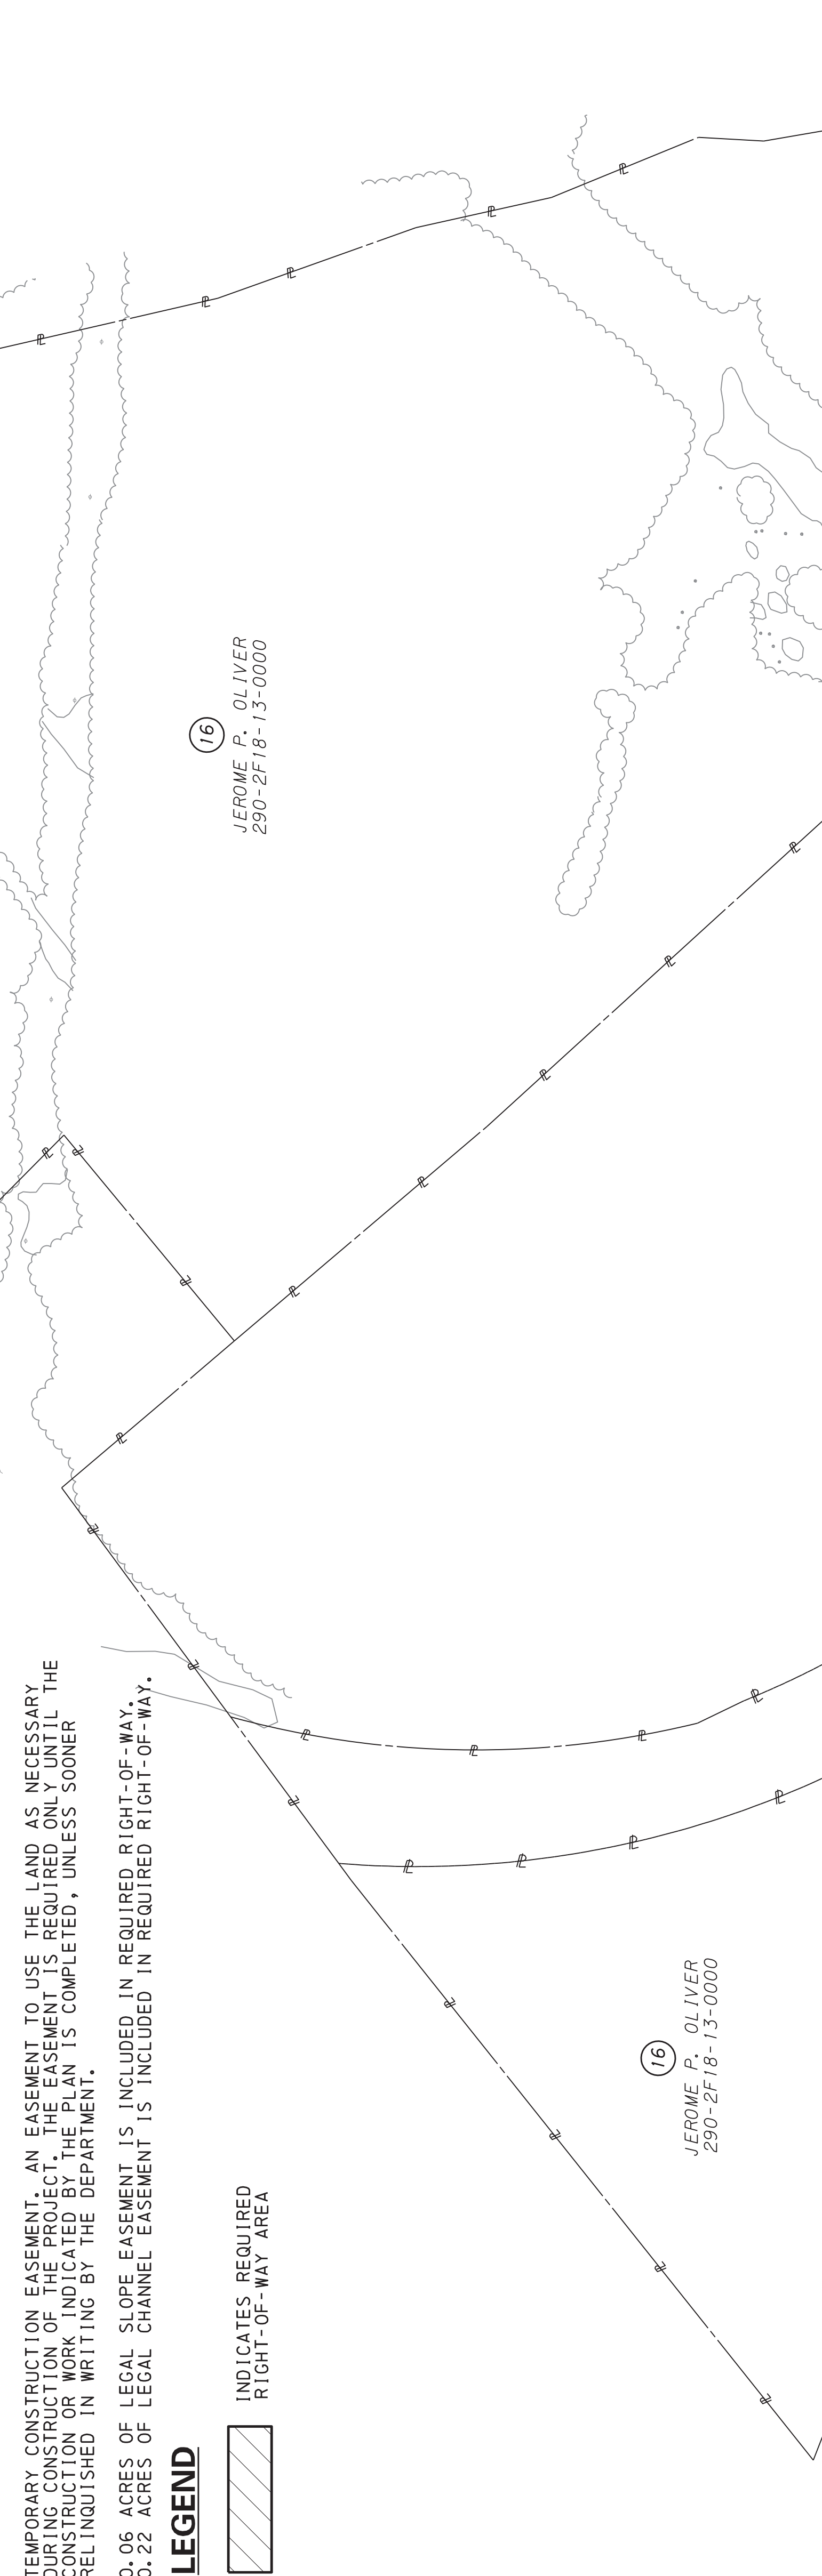 TEMPORARY CONSTRUCTION EASEMENT. AN EASEMENT TO USE THE LAND AS NECESSARY
DURING CONSTRUCTION OF THE PROJECT. THE EASEMENT IS REQUIRED ONLY UNTIL THE
CONSTRUCTION OR WORK INDICATED BY THE PLAN IS COMPLETED, UNLESS SOONER
RELINQUISHED IN WRITING BY THE DEPARTMENT.
0.06 ACRES OF LEGAL SLOPE EASEMENT IS INCLUDED IN REQUIRED RIGHT-OF-WAY.
0.22 ACRES OF LEGAL CHANNEL EASEMENT IS INCLUDED IN REQUIRED RIGHT-OF-WAY.
LEGEND
INDICATES REQUIRED
RIGHT-OF-WAY AREA
16
JEROME P. OLIVER
290-2F18-13-0000
16
JEROME P. OLIVER
290-2F18-13-0000